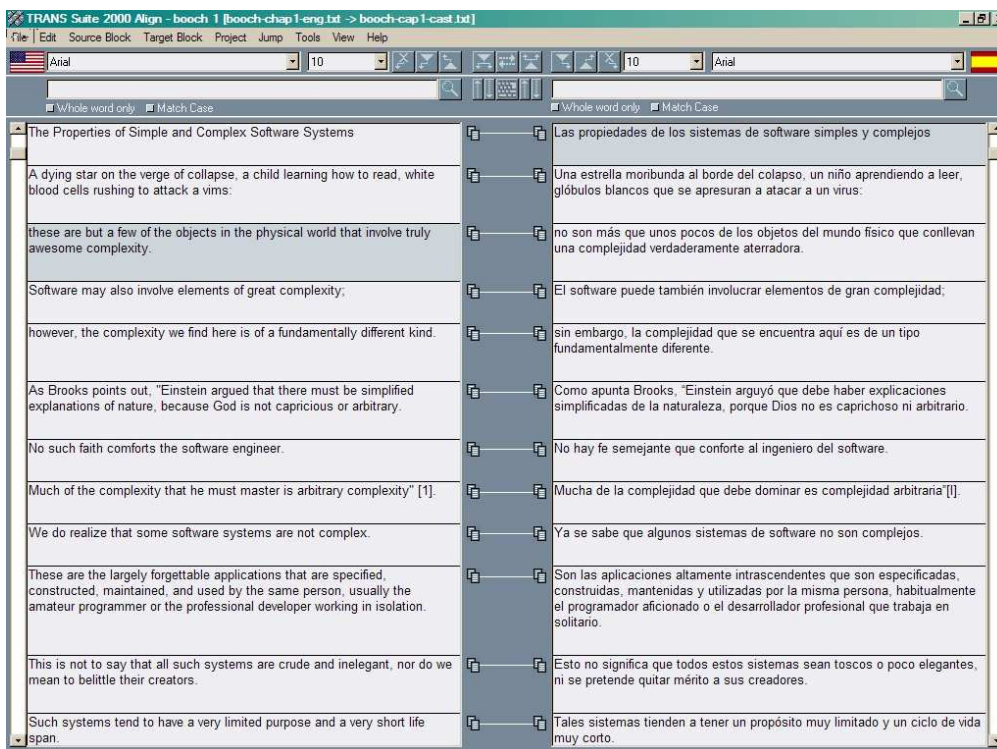 TRANS Suite 2000 Align - booch 1 [booch-chap1-eng.txt -> booch-cap1-cast.txt]
File Edit Source Block Target Block Project Jump Tools View Help
Arial 10 10 Arial
Whole word only Match Case Whole word only Match Case
The Properties of Simple and Complex Software Systems
Las propiedades de los sistemas de software simples y complejos
A dying star on the verge of collapse, a child learning how to read, white
blood cells rushing to attack a vims:
Una estrella moribunda al borde del colapso, un niño aprendiendo a leer,
glóbulos blancos que se apresuran a atacar a un virus:
these are but a few of the objects in the physical world that involve truly
awesome complexity.
no son más que unos pocos de los objetos del mundo físico que conllevan
una complejidad verdaderamente aterradora.
Software may also involve elements of great complexity;
El software puede también involucrar elementos de gran complejidad;
however, the complexity we find here is of a fundamentally different kind.
sin embargo, la complejidad que se encuentra aquí es de un tipo
fundamentalmente diferente.
As Brooks points out, "Einstein argued that there must be simplified
explanations of nature, because God is not capricious or arbitrary.
Como apunta Brooks, “Einstein arguyó que debe haber explicaciones
simplificadas de la naturaleza, porque Dios no es caprichoso ni arbitrario.
No such faith comforts the software engineer.
No hay fe semejante que conforte al ingeniero del software.
Much of the complexity that he must master is arbitrary complexity" [1].
Mucha de la complejidad que debe dominar es complejidad arbitraria”[l].
We do realize that some software systems are not complex.
Ya se sabe que algunos sistemas de software no son complejos.
These are the largely forgettable applications that are specified,
constructed, maintained, and used by the same person, usually the
amateur programmer or the professional developer working in isolation.
Son las aplicaciones altamente intrascendentes que son especificadas,
construidas, mantenidas y utilizadas por la misma persona, habitualmente
el programador aficionado o el desarrollador profesional que trabaja en
solitario.
This is not to say that all such systems are crude and inelegant, nor do we
mean to belittle their creators.
Esto no significa que todos estos sistemas sean toscos o poco elegantes,
ni se pretende quitar mérito a sus creadores.
Such systems tend to have a very limited purpose and a very short life
span.
Tales sistemas tienden a tener un propósito muy limitado y un ciclo de vida
muy corto.